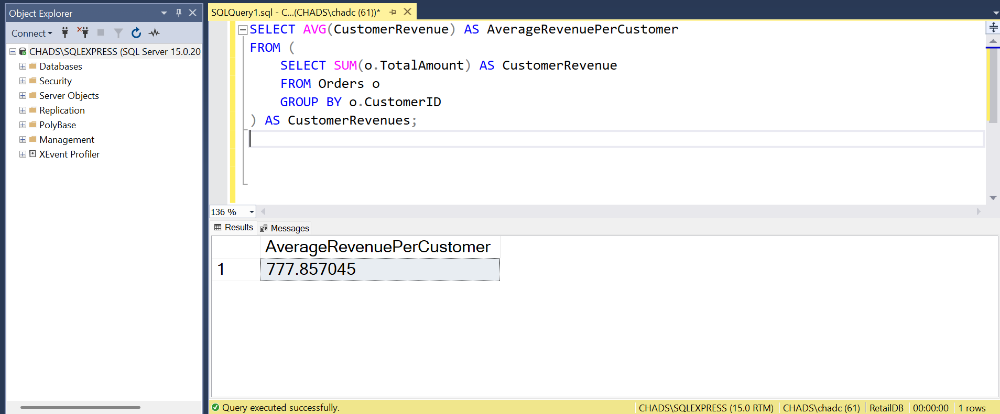 Object Explorer
Connect
CHADS\SQLEXPRESS (SQL Server 15.0.20
Databases
Security
Server Objects
Replication
PolyBase
Management
XEvent Profiler
SQLQuery1.sql - C...(CHADS\chadc (61))*
SELECT AVG(CustomerRevenue) AS AverageRevenuePerCustomer
FROM (
    SELECT SUM(o.TotalAmount) AS CustomerRevenue
    FROM Orders o
    GROUP BY o.CustomerID
) AS CustomerRevenues;
136 %
Results Messages
AverageRevenuePerCustomer
1 777.857045
Query executed successfully. CHADS\SQLEXPRESS (15.0 RTM) CHADS\chadc (61) RetailDB 00:00:00 1 rows